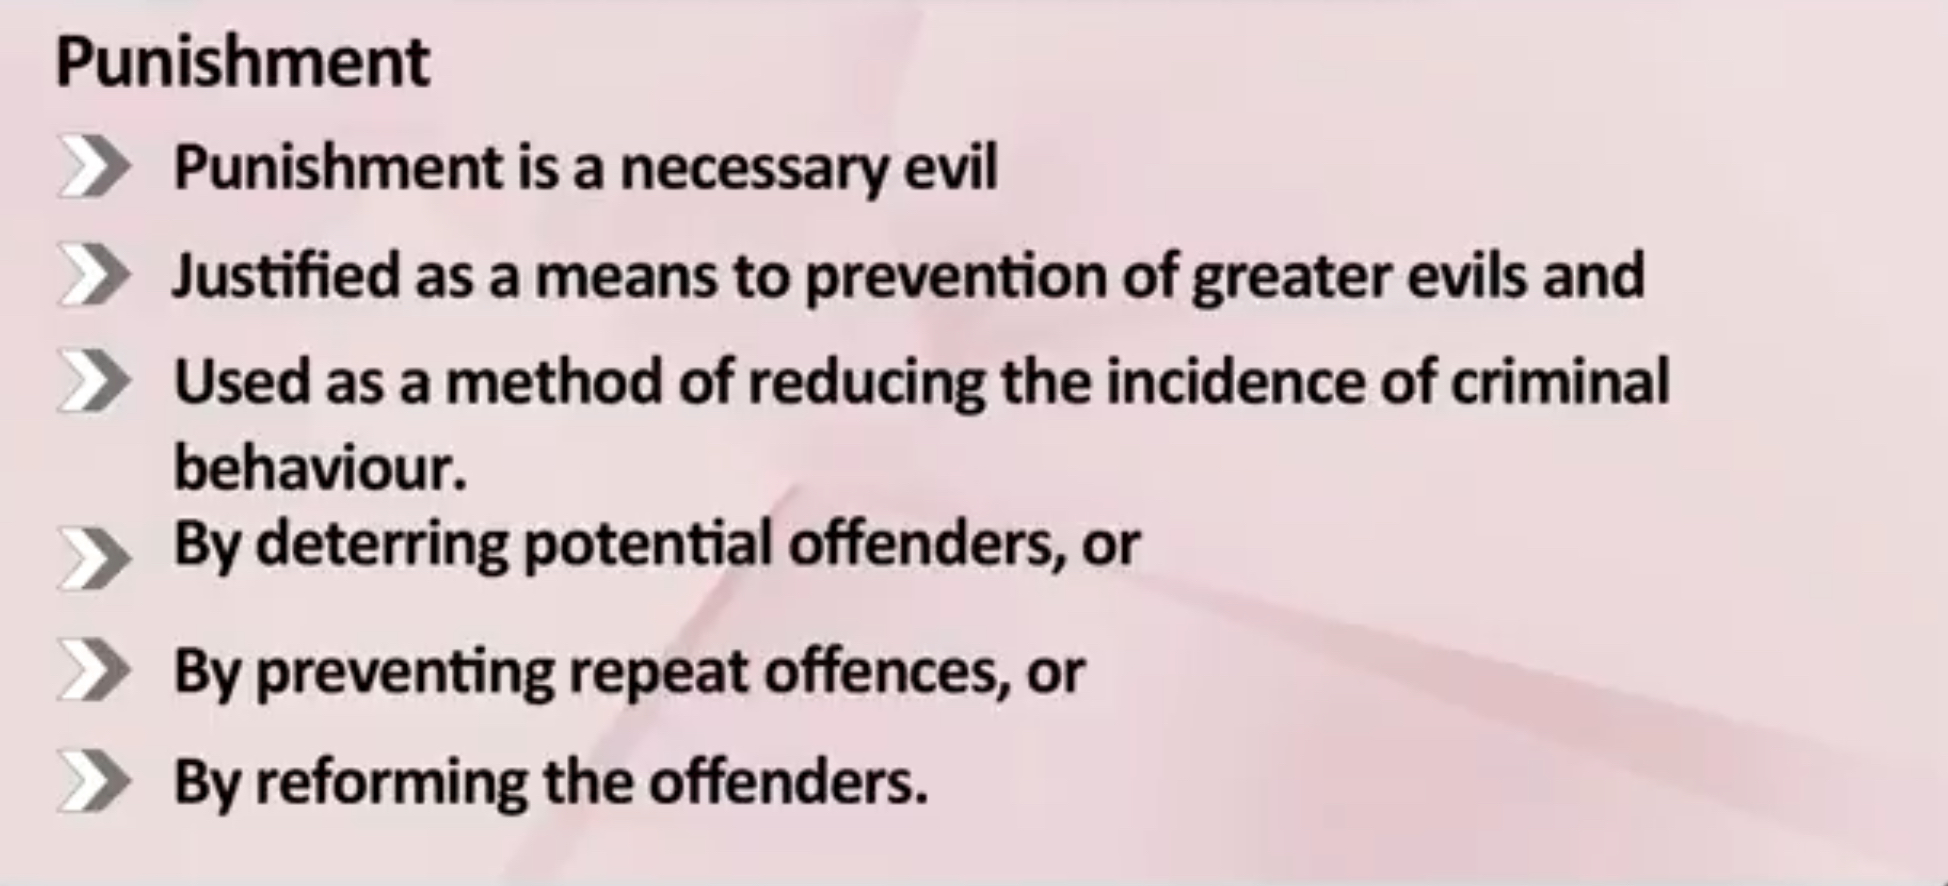 Punishment
Punishment is a necessary evil
Justified as a means to prevention of greater evils and
Used as a method of reducing the incidence of criminal
behaviour.
By deterring potential offenders, or
By preventing repeat offences, or
By reforming the offenders.